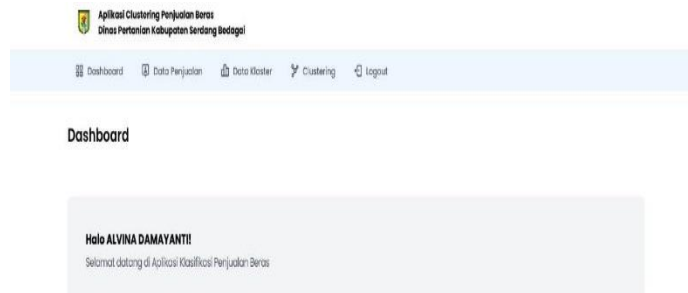 Aplikasi Clustering Penjualan Beras
Dinas Pertanian Kabupaten Serdang Bedagai
Dashboard Data Penjualan Data Klaster Clustering Logout
Dashboard
Halo ALVINA DAMAYANTI!
Selamat datang di Aplikasi Klasifikasi Penjualan Beras